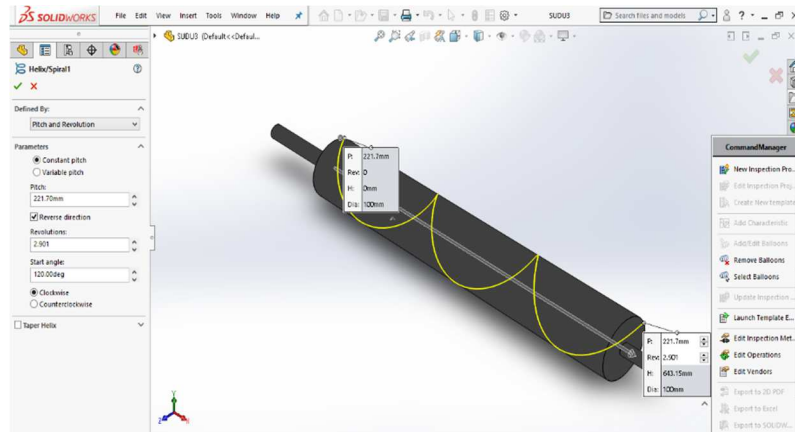 SOLIDWORKS File Edit View Insert Tools Window Help SUDU3 Search files and models ?
SUDU3 (Default<<Defaul...
Helix/Spiral1
Defined By:
Pitch and Revolution
Parameters
Constant pitch
Variable pitch
Pitch:
221.70mm
Reverse direction
Revolutions:
2.901
Start angle:
120.00deg
Clockwise
Counterclockwise
Taper Helix
P: 221.7mm
Rev: 0
H: 0mm
Dia: 100mm
P: 221.7mm
Rev: 2.901
H: 643.15mm
Dia: 100mm
Y
Z
X
CommandManager
New Inspection Pro...
Edit Inspection Proj...
Create New template
Add Characteristic
Add/Edit Balloons
Remove Balloons
Select Balloons
Update Inspection ...
Launch Template E...
Edit Inspection Met...
Edit Operations
Edit Vendors
Export to 2D PDF
Export to Excel
Export to SOLIDW...